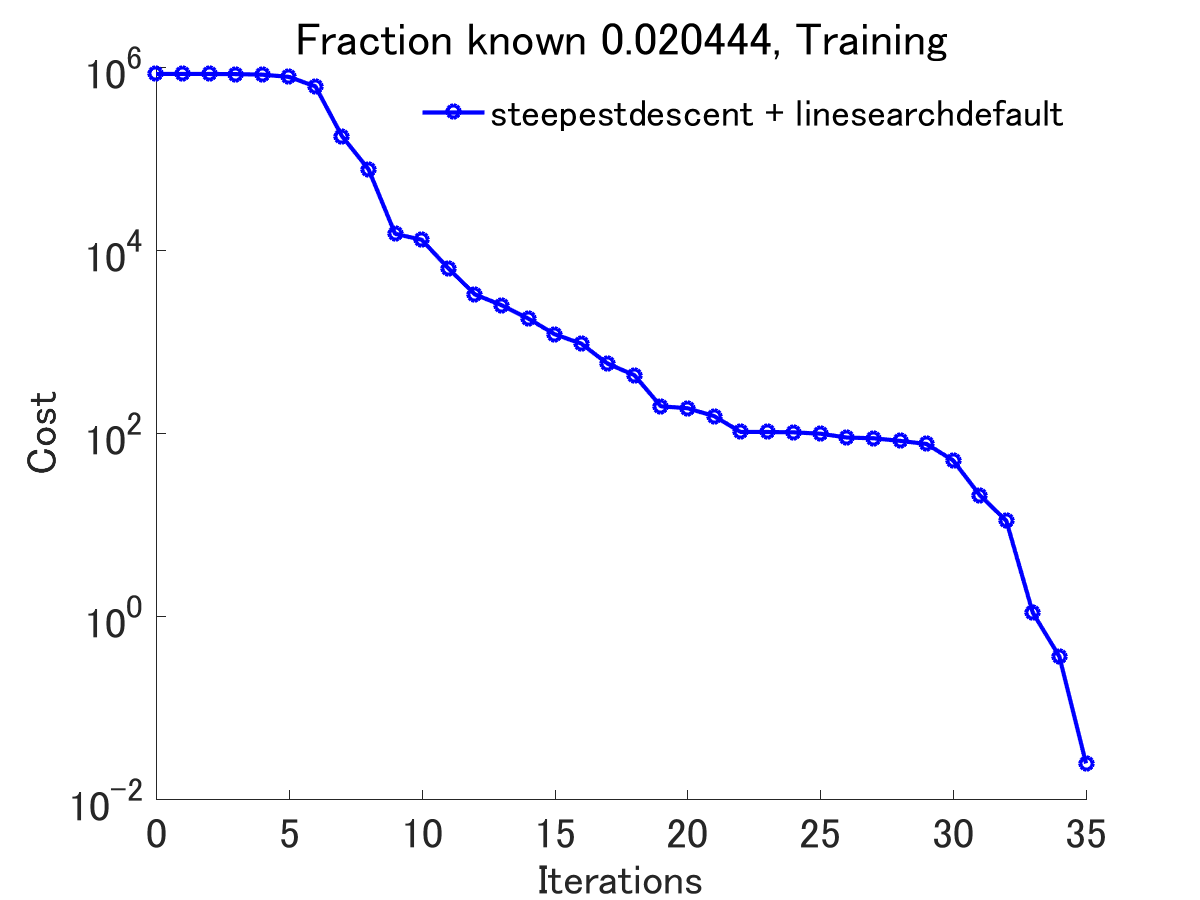 Fraction known 0.020444, Training
steepestdescent + linesearchdefault
Cost
10^6
10^4
10^2
10^0
10^-2
0 5 10 15 20 25 30 35
Iterations